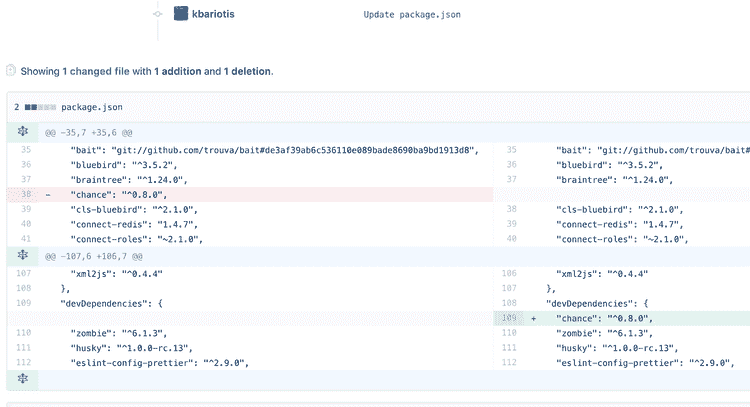 kbariotis Update package.json
Showing 1 changed file with 1 addition and 1 deletion.
2 package.json
@@ -35,7 +35,6 @@
35 "bait": "git://github.com/trouva/bait#de3af39ab6c536110e089bade8690ba9bd1913d8", 35 "bait": "git://github.com/trouva/bait#
36 "bluebird": "^3.5.2", 36 "bluebird": "^3.5.2",
37 "braintree": "^1.24.0", 37 "braintree": "^1.24.0",
38 - "chance": "^0.8.0",
39 "cls-bluebird": "^2.1.0", 38 "cls-bluebird": "^2.1.0",
40 "connect-redis": "1.4.7", 39 "connect-redis": "1.4.7",
41 "connect-roles": "~2.1.0", 40 "connect-roles": "~2.1.0",
@@ -107,6 +106,7 @@
107 "xml2js": "^0.4.4" 106 "xml2js": "^0.4.4"
108 }, 107 },
109 "devDependencies": { 108 "devDependencies": {
109 + "chance": "^0.8.0",
110 "zombie": "^6.1.3", 110 "zombie": "^6.1.3",
111 "husky": "^1.0.0-rc.13", 111 "husky": "^1.0.0-rc.13",
112 "eslint-config-prettier": "^2.9.0", 112 "eslint-config-prettier": "^2.9.0",